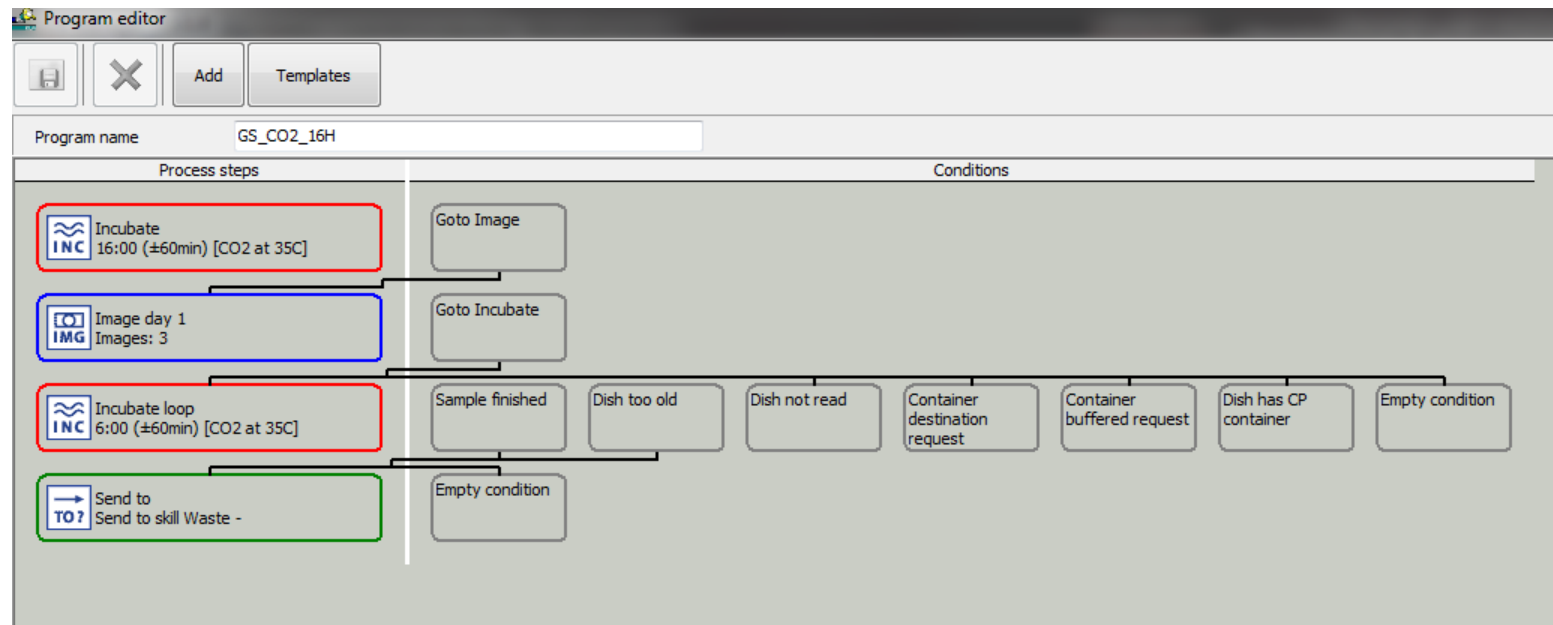 Program editor
Add
Templates
Program name
GS_CO2_16H
Process steps
Conditions
INC
Incubate
16:00 (±60min) [CO2 at 35C]
Goto Image
IMG
Image day 1
Images: 3
Goto Incubate
INC
Incubate loop
6:00 (±60min) [CO2 at 35C]
Sample finished
Dish too old
Dish not read
Container
destination
request
Container
buffered request
Dish has CP
container
Empty condition
TO?
Send to
Send to skill Waste -
Empty condition